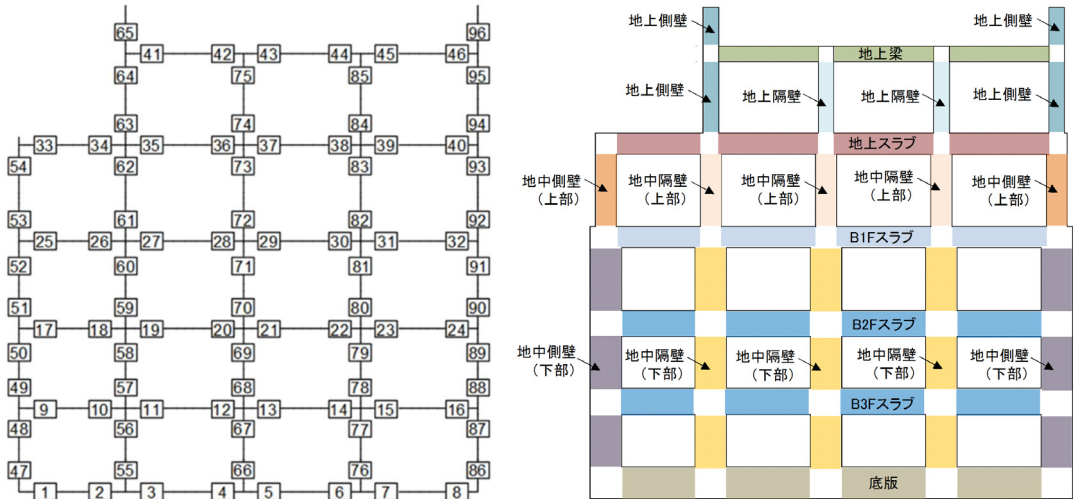 65 96
41 42 43 44 45 46
64 75 85 95
63 74 84 94
33 34 35 36 37 38 39 40
54 62 73 83 93
53 61 72 82 92
25 26 27 28 29 30 31 32
52 60 71 81 91
51 59 70 80 90
17 18 19 20 21 22 23 24
50 58 69 79 89
49 57 68 78 88
9 10 11 12 13 14 15 16
48 56 67 77 87
47 55 66 76 86
1 2 3 4 5 6 7 8
地上側壁
地上側壁
地上梁
地上側壁
地上隔壁
地上隔壁
地上側壁
地上スラブ
地中側壁
(上部)
地中隔壁
(上部)
地中隔壁
(上部)
地中隔壁
(上部)
地中側壁
(上部)
B1Fスラブ
B2Fスラブ
地中側壁
(下部)
地中隔壁
(下部)
地中隔壁
(下部)
地中隔壁
(下部)
地中側壁
(下部)
B3Fスラブ
底版